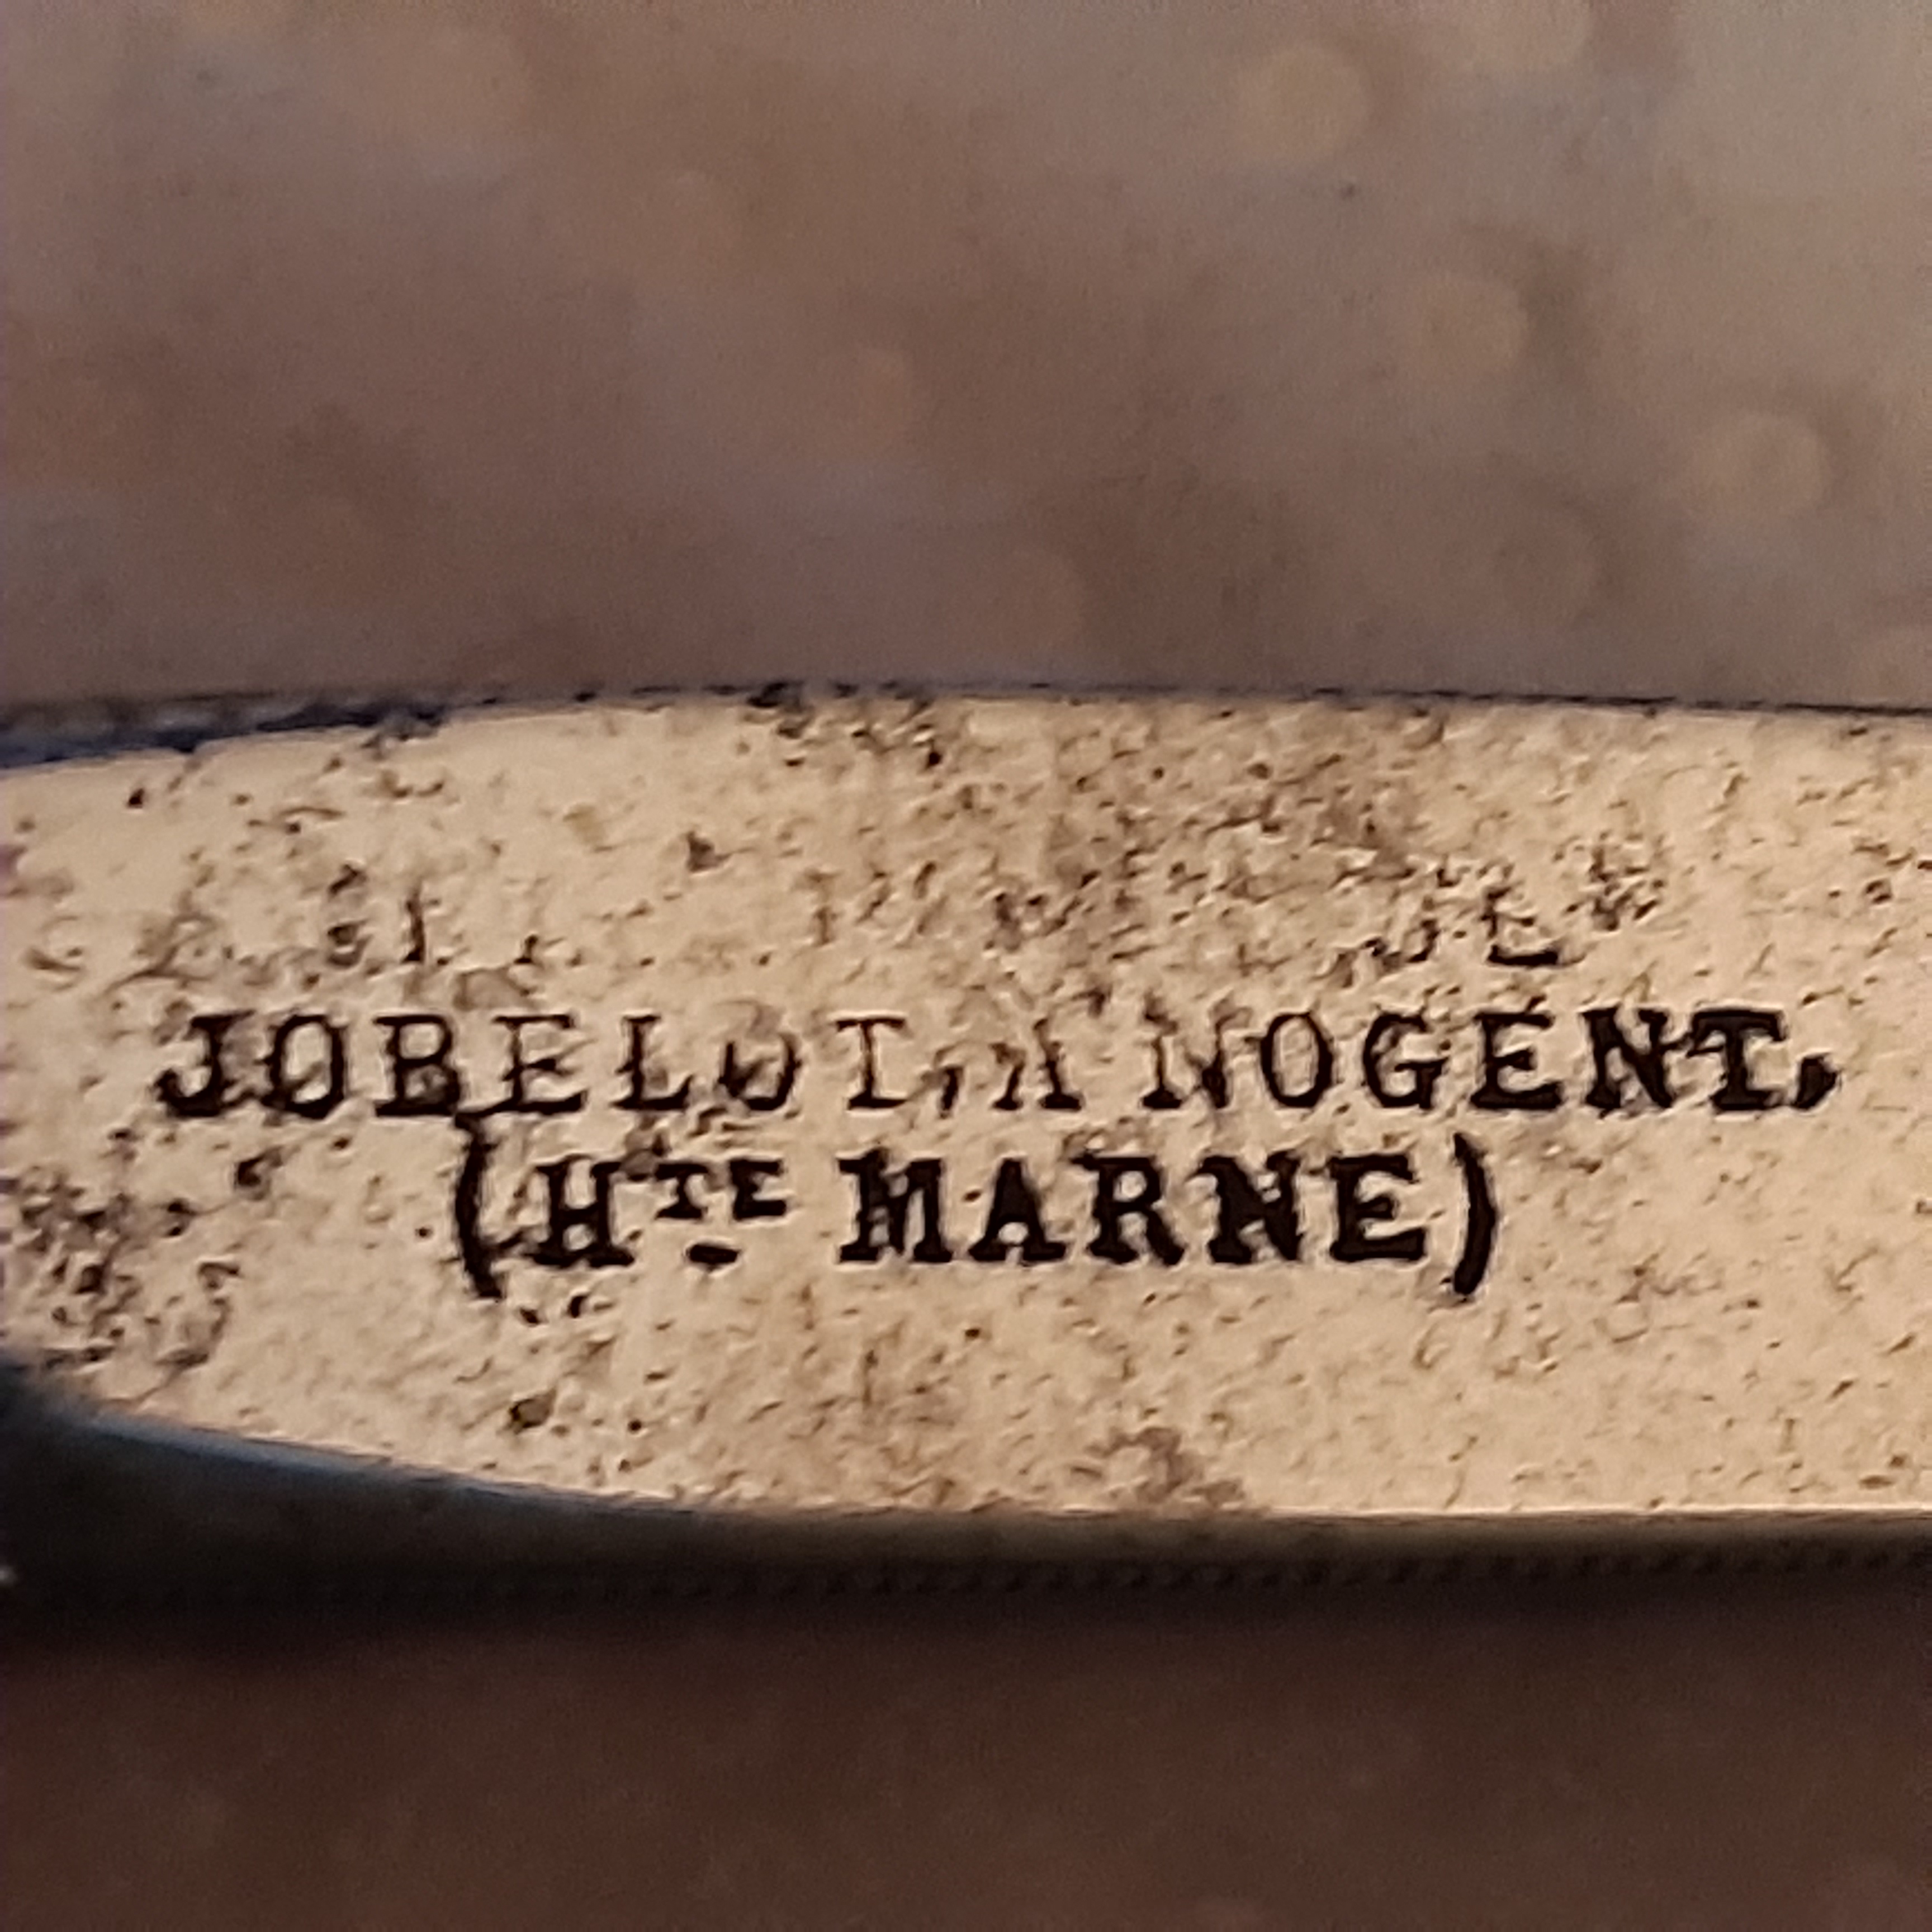 JOBELOT, A NOGENT,
(HTE MARNE)